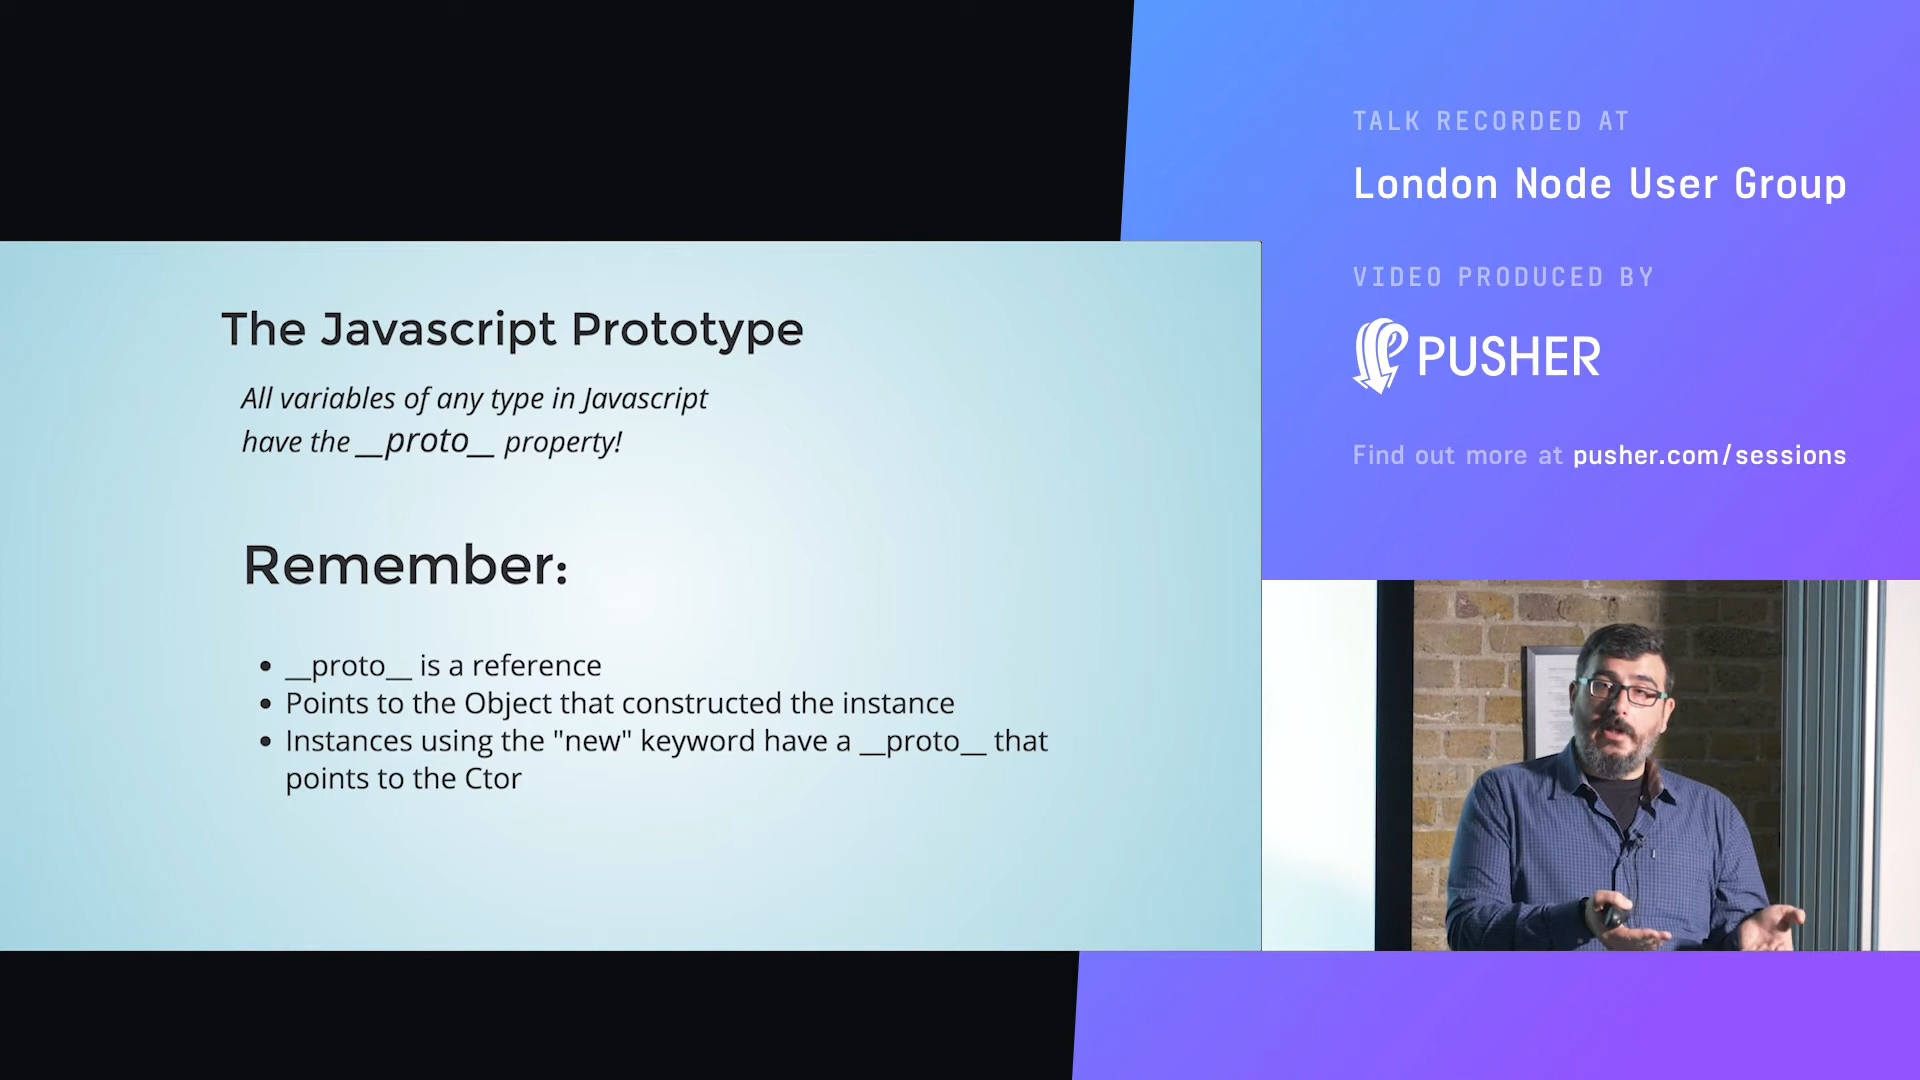 The Javascript Prototype
All variables of any type in Javascript
have the __proto__ property!
Remember:
• __proto__ is a reference
• Points to the Object that constructed the instance
• Instances using the "new" keyword have a __proto__ that
points to the Ctor
TALK RECORDED AT
London Node User Group
VIDEO PRODUCED BY
PUSHER
Find out more at pusher.com/sessions